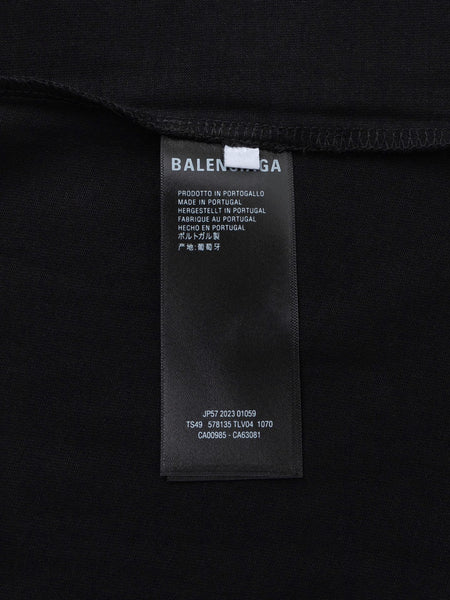 BALENCIAGA
PRODOTTO IN PORTOGALLO
MADE IN PORTUGAL
HERGESTELLT IN PORTUGAL
FABRIQUE AU PORTUGAL
HECHO EN PORTUGAL
ポルトガル製
产地:葡萄牙
JP57 2023 01059
TS49 578135 TLV04 1070
CA00985 - CA63081